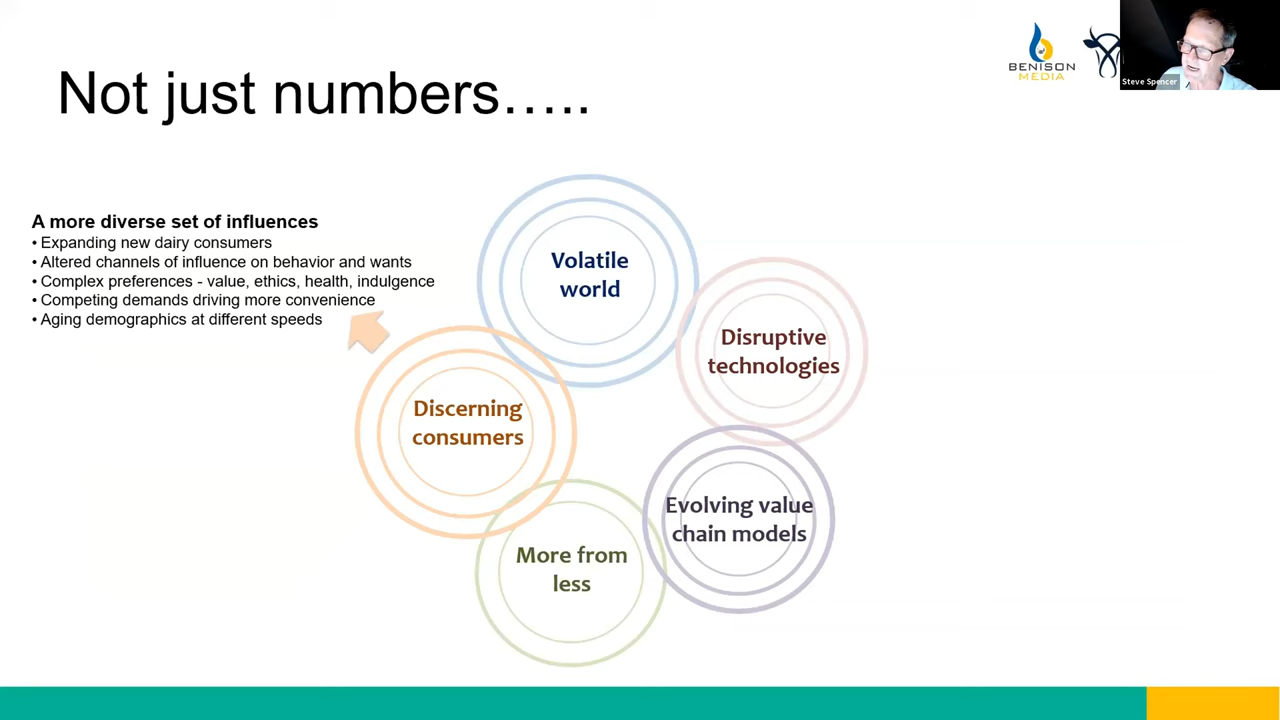 Not just numbers…..
BENISON
MEDIA
Steve Spencer
A more diverse set of influences
• Expanding new dairy consumers
• Altered channels of influence on behavior and wants
• Complex preferences - value, ethics, health, indulgence
• Competing demands driving more convenience
• Aging demographics at different speeds
Volatile
world
Disruptive
technologies
Discerning
consumers
Evolving value
chain models
More from
less